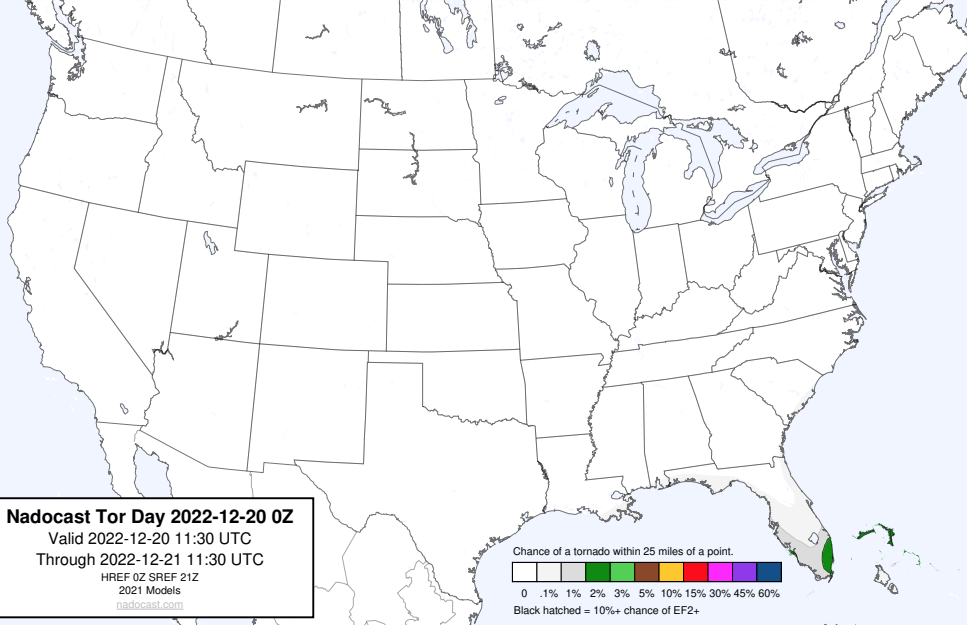 Nadocast Tor Day 2022-12-20 0Z
Valid 2022-12-20 11:30 UTC
Through 2022-12-21 11:30 UTC
HREF 0Z SREF 21Z
2021 Models
nadocast.com
Chance of a tornado within 25 miles of a point.
0 .1% 1% 2% 3% 5% 10% 15% 30% 45% 60%
Black hatched = 10%+ chance of EF2+